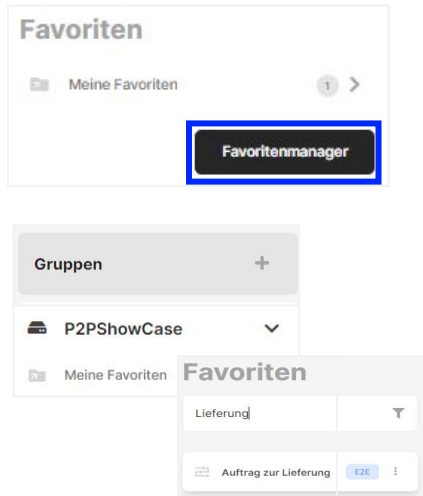 Favoriten
Meine Favoriten 1
Favoritenmanager
Gruppen +
P2PShowCase
Meine Favoriten
Favoriten
Lieferung
Auftrag zur Lieferung E2E